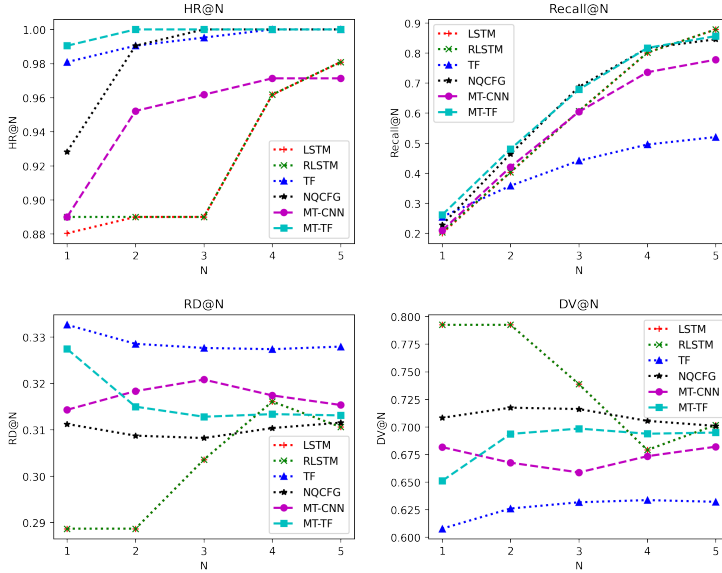 HR@N
HR@N
1.00
0.98
0.96
0.94
0.92
0.90
0.88
LSTM
RLSTM
TF
NQCFG
MT-CNN
MT-TF
1 2 3 4 5
N
Recall@N
Recall@N
0.9
0.8
0.7
0.6
0.5
0.4
0.3
0.2
LSTM
RLSTM
TF
NQCFG
MT-CNN
MT-TF
1 2 3 4 5
N
RD@N
RD@N
0.33
0.32
0.31
0.30
0.29
LSTM
RLSTM
TF
NQCFG
MT-CNN
MT-TF
1 2 3 4 5
N
DV@N
DV@N
0.800
0.775
0.750
0.725
0.700
0.675
0.650
0.625
0.600
LSTM
RLSTM
TF
NQCFG
MT-CNN
MT-TF
1 2 3 4 5
N